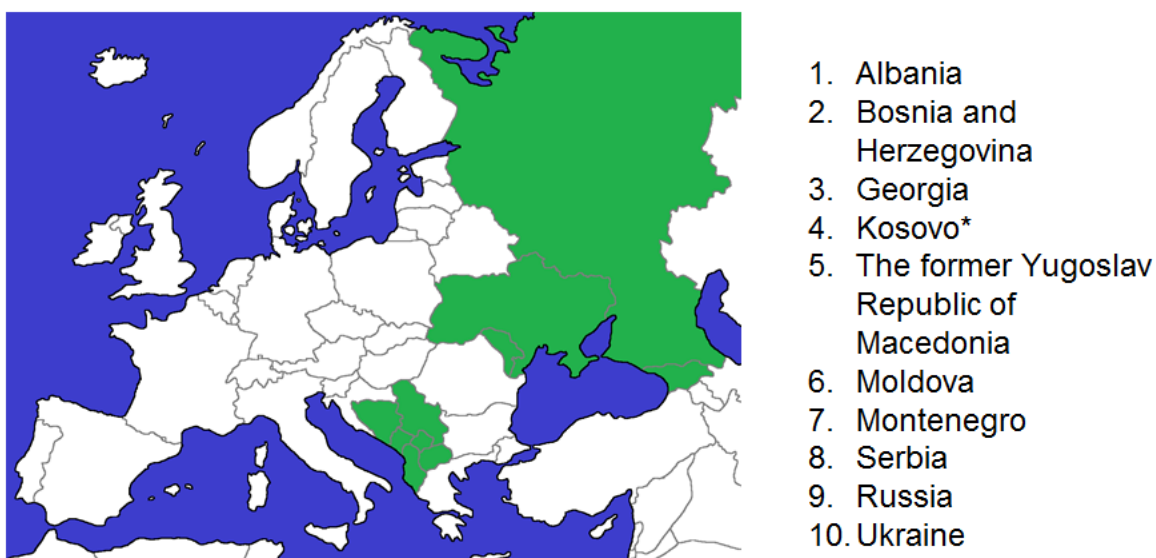 1. Albania
2. Bosnia and
Herzegovina
3. Georgia
4. Kosovo*
5. The former Yugoslav
Republic of
Macedonia
6. Moldova
7. Montenegro
8. Serbia
9. Russia
10. Ukraine